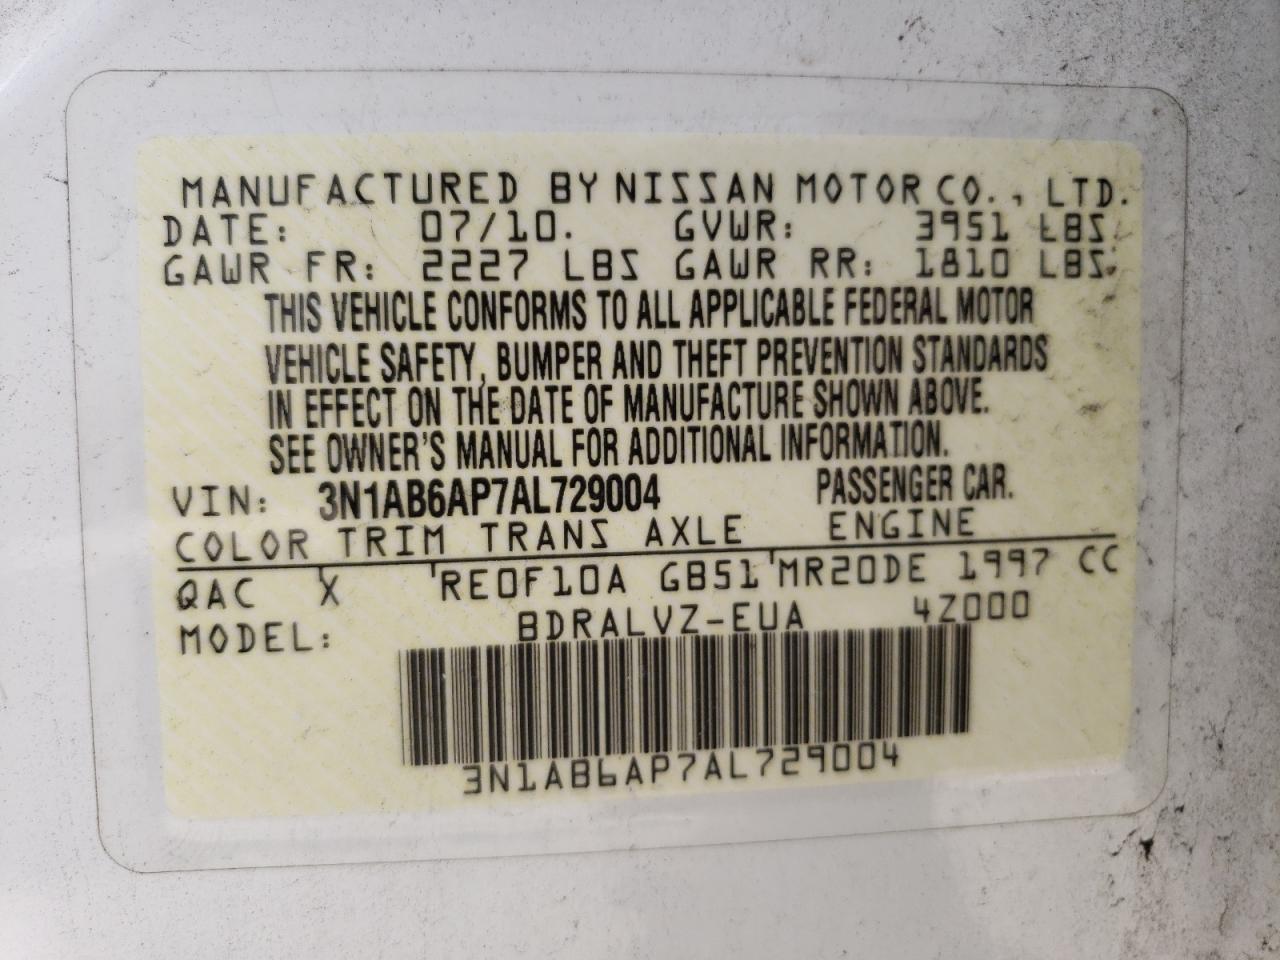 MANUFACTURED BY NISSAN MOTOR CO., LTD.
DATE: 07/10. GVWR: 3951 LBS
GAWR FR: 2227 LBS GAWR RR: 1810 LBS
THIS VEHICLE CONFORMS TO ALL APPLICABLE FEDERAL MOTOR
VEHICLE SAFETY, BUMPER AND THEFT PREVENTION STANDARDS
IN EFFECT ON THE DATE OF MANUFACTURE SHOWN ABOVE.
SEE OWNER'S MANUAL FOR ADDITIONAL INFORMATION.
VIN: 3N1AB6AP7AL729004 PASSENGER CAR.
COLOR TRIM TRANS AXLE ENGINE
QAC X RE0F10A GB51 MR20DE 1997 CC
MODEL: BDRALVZ-EUA 4Z000
3N1AB6AP7AL729004